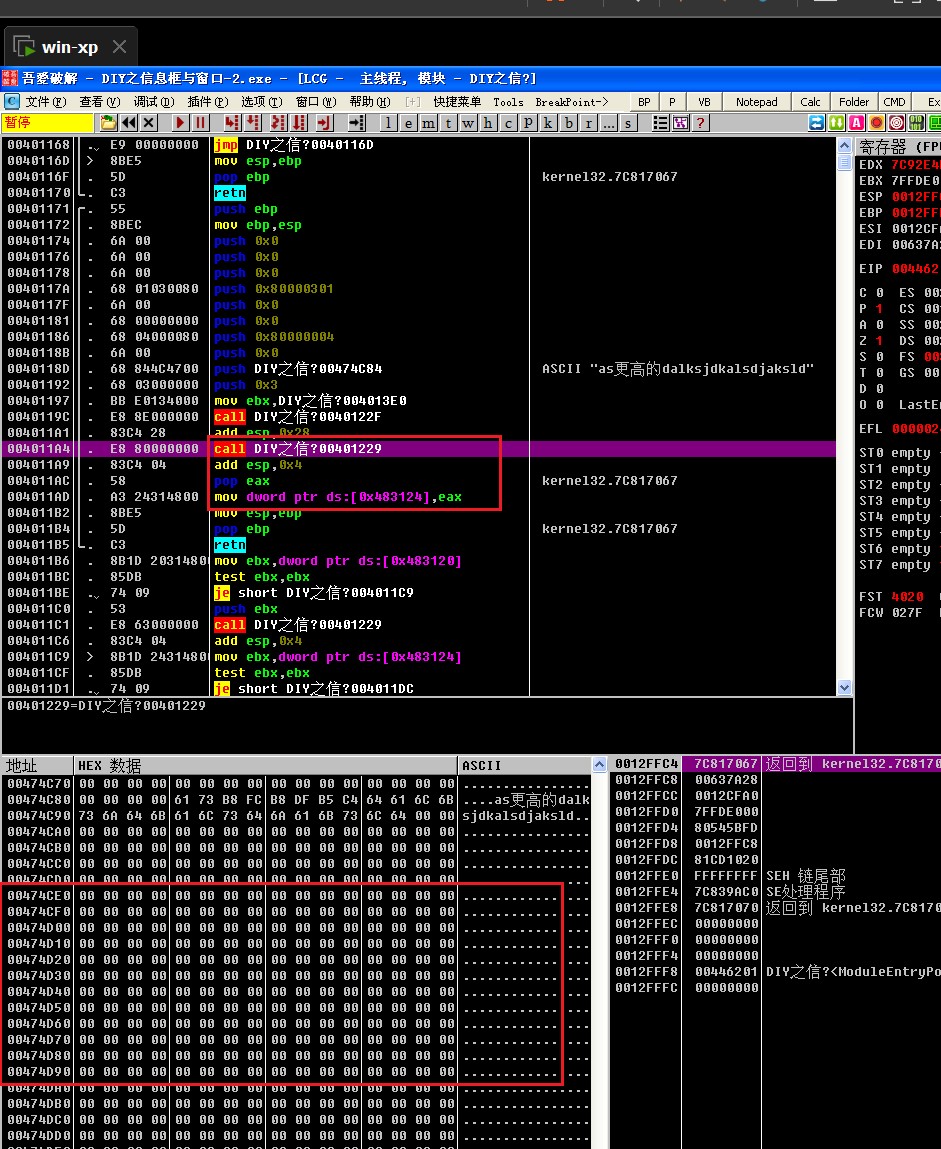 win-xp
吾爱破解 - DIY之信息框与窗口-2.exe - [LCG - 主线程, 模块 - DIY之信?]
文件(F) 查看(V) 调试(D) 插件(P) 选项(T) 窗口(W) 帮助(H) [+] 快捷菜单 Tools BreakPoint-> BP P VB Notepad Calc Folder CMD Ex
暂停 l e m t w h c p k b r ... s ?
00401168 . E9 00000000 jmp DIY之信?0040116D
0040116D > 8BE5 mov esp,ebp
0040116F . 5D pop ebp kernel32.7C817067
00401170 . C3 retn
00401171 . 55 push ebp
00401172 . 8BEC mov ebp,esp
00401174 . 6A 00 push 0x0
00401176 . 6A 00 push 0x0
00401178 . 6A 00 push 0x0
0040117A . 68 01030080 push 0x80000301
0040117F . 6A 00 push 0x0
00401181 . 68 00000000 push 0x0
00401186 . 68 04000080 push 0x80000004
0040118B . 6A 00 push 0x0
0040118D . 68 844C4700 push DIY之信?00474C84 ASCII "as更高的dalksjdkalsdjaksld"
00401192 . 68 03000000 push 0x3
00401197 . BB E0134000 mov ebx,DIY之信?004013E0
0040119C . E8 8E000000 call DIY之信?0040122F
004011A1 . 83C4 28 add esp,0x28
004011A4 . E8 80000000 call DIY之信?00401229
004011A9 . 83C4 04 add esp,0x4
004011AC . 58 pop eax kernel32.7C817067
004011AD . A3 24314800 mov dword ptr ds:[0x483124],eax
004011B2 . 8BE5 mov esp,ebp
004011B4 . 5D pop ebp kernel32.7C817067
004011B5 . C3 retn
004011B6 . 8B1D 20314800 mov ebx,dword ptr ds:[0x483120]
004011BC . 85DB test ebx,ebx
004011BE . 74 09 je short DIY之信?004011C9
004011C0 . 53 push ebx
004011C1 . E8 63000000 call DIY之信?00401229
004011C6 . 83C4 04 add esp,0x4
004011C9 > 8B1D 24314800 mov ebx,dword ptr ds:[0x483124]
004011CF . 85DB test ebx,ebx
004011D1 . 74 09 je short DIY之信?004011DC
00401229=DIY之信?00401229
寄存器 (FP
EDX 7C92E4
EBX 7FFDE0
ESP 0012FF
EBP 0012FF
ESI 0012CF
EDI 00637A
EIP 004462
C 0 ES 00
P 1 CS 00
A 0 SS 00
Z 1 DS 00
S 0 FS 00
T 0 GS 00
D 0
O 0 LastE
EFL 000002
ST0 empty
ST1 empty
ST2 empty
ST3 empty
ST4 empty
ST5 empty
ST6 empty
ST7 empty
FST 4020
FCW 027F
地址 HEX 数据 ASCII
00474C70 00 00 00 00 00 00 00 00 00 00 00 00 00 00 00 00 ................
00474C80 00 00 00 00 61 73 B8 FC B8 DF B5 C4 64 61 6C 6B ....as更高的dalk
00474C90 73 6A 64 6B 61 6C 73 64 6A 61 6B 73 6C 64 00 00 sjdkalsdjaksld..
00474CA0 00 00 00 00 00 00 00 00 00 00 00 00 00 00 00 00 ................
00474CB0 00 00 00 00 00 00 00 00 00 00 00 00 00 00 00 00 ................
00474CC0 00 00 00 00 00 00 00 00 00 00 00 00 00 00 00 00 ................
00474CD0 00 00 00 00 00 00 00 00 00 00 00 00 00 00 00 00 ................
00474CE0 00 00 00 00 00 00 00 00 00 00 00 00 00 00 00 00 ................
00474CF0 00 00 00 00 00 00 00 00 00 00 00 00 00 00 00 00 ................
00474D00 00 00 00 00 00 00 00 00 00 00 00 00 00 00 00 00 ................
00474D10 00 00 00 00 00 00 00 00 00 00 00 00 00 00 00 00 ................
00474D20 00 00 00 00 00 00 00 00 00 00 00 00 00 00 00 00 ................
00474D30 00 00 00 00 00 00 00 00 00 00 00 00 00 00 00 00 ................
00474D40 00 00 00 00 00 00 00 00 00 00 00 00 00 00 00 00 ................
00474D50 00 00 00 00 00 00 00 00 00 00 00 00 00 00 00 00 ................
00474D60 00 00 00 00 00 00 00 00 00 00 00 00 00 00 00 00 ................
00474D70 00 00 00 00 00 00 00 00 00 00 00 00 00 00 00 00 ................
00474D80 00 00 00 00 00 00 00 00 00 00 00 00 00 00 00 00 ................
00474D90 00 00 00 00 00 00 00 00 00 00 00 00 00 00 00 00 ................
00474DA0 00 00 00 00 00 00 00 00 00 00 00 00 00 00 00 00 ................
00474DB0 00 00 00 00 00 00 00 00 00 00 00 00 00 00 00 00 ................
00474DC0 00 00 00 00 00 00 00 00 00 00 00 00 00 00 00 00 ................
00474DD0 00 00 00 00 00 00 00 00 00 00 00 00 00 00 00 00 ................
0012FFC4 7C817067 返回到 kernel32.7C8170
0012FFC8 00637A28
0012FFCC 0012CFA0
0012FFD0 7FFDE000
0012FFD4 80545BFD
0012FFD8 0012FFC8
0012FFDC 81CD1020
0012FFE0 FFFFFFFF SEH 链尾部
0012FFE4 7C839AC0 SE处理程序
0012FFE8 7C817070 返回到 kernel32.7C8170
0012FFEC 00000000
0012FFF0 00000000
0012FFF4 00000000
0012FFF8 00446201 DIY之信?<ModuleEntryPo
0012FFFC 00000000